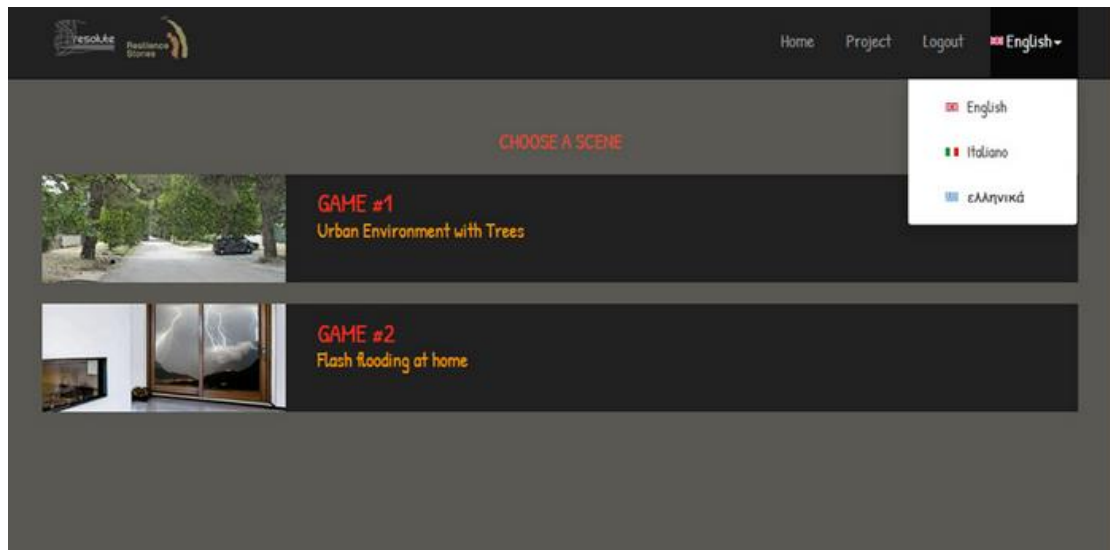 resolute
Resilience
Stories
Home
Project
Logout
English
English
Italiano
ελληνικά
CHOOSE A SCENE
GAME #1
Urban Environment with Trees
GAME #2
Flash flooding at home